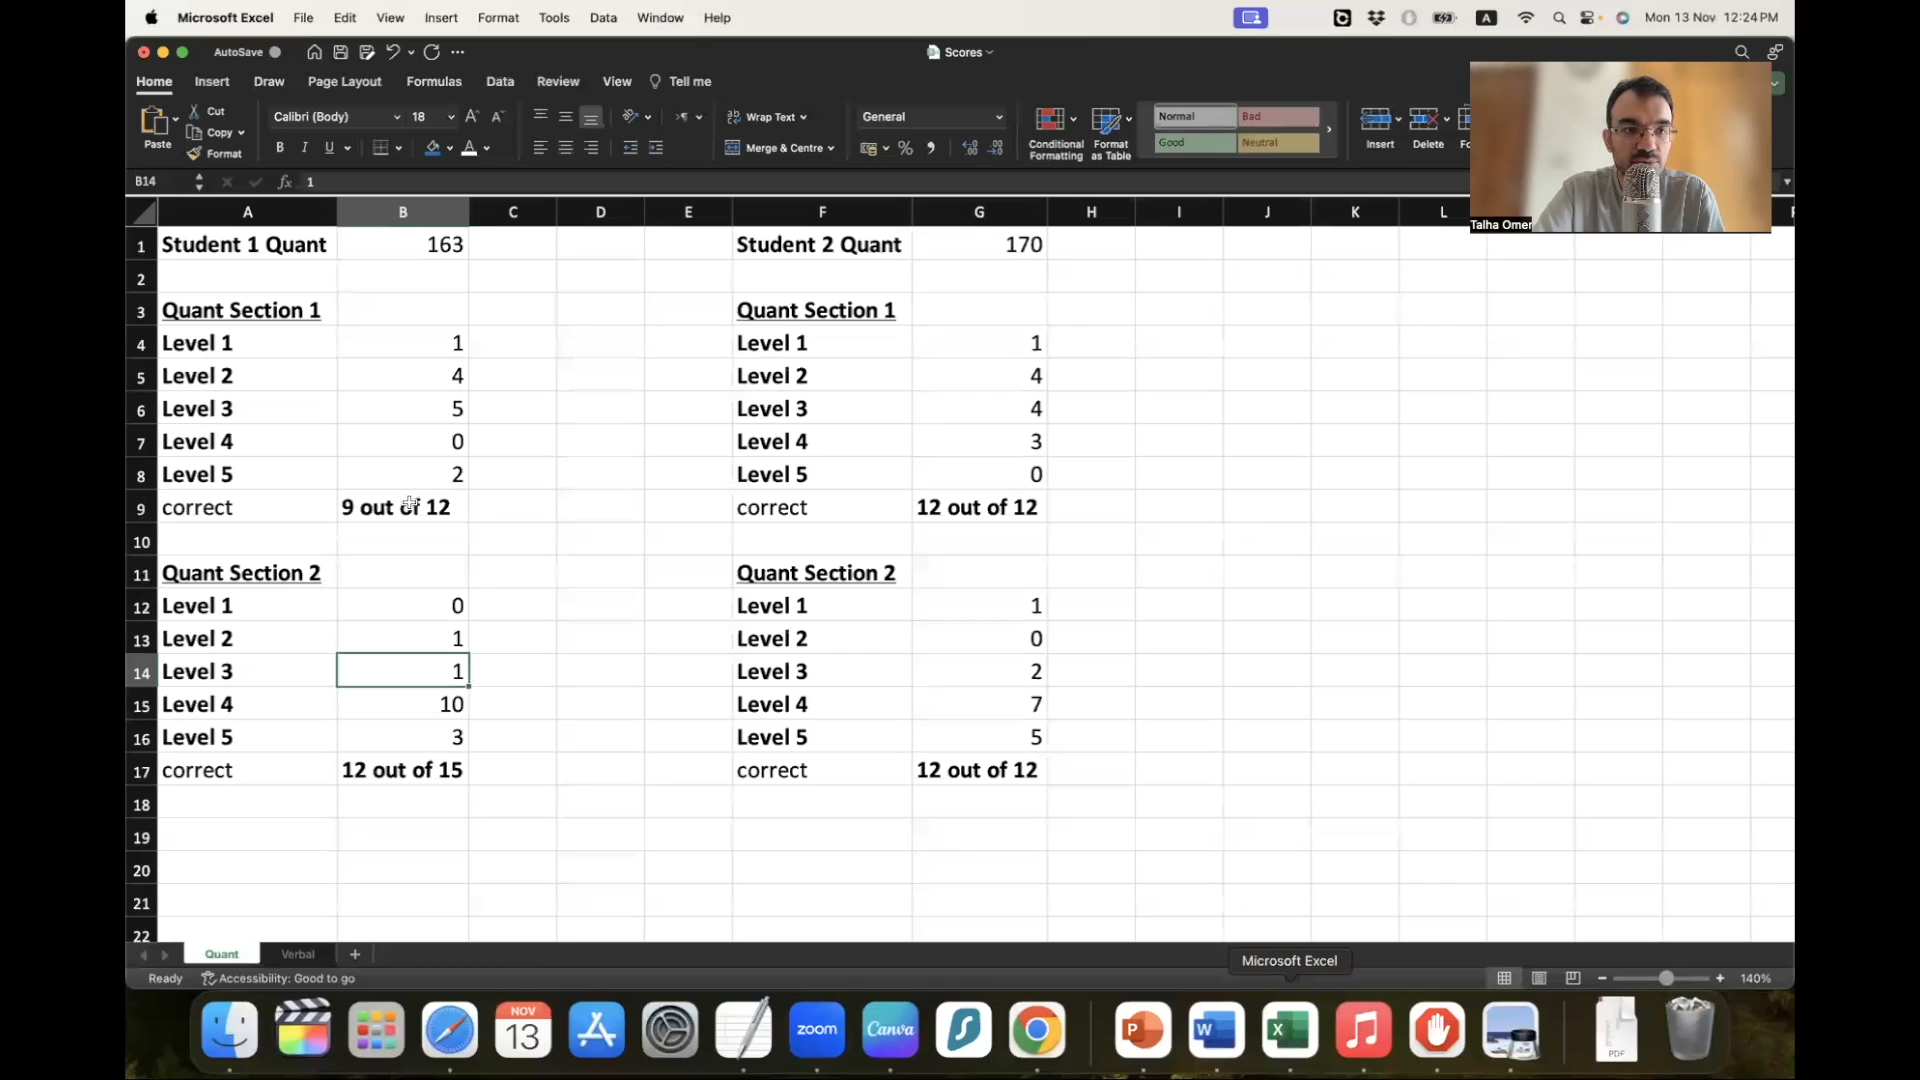 Microsoft Excel File Edit View Insert Format Tools Data Window Help A Mon 13 Nov 12:24 PM
AutoSave Scores
Home Insert Draw Page Layout Formulas Data Review View Tell me
Paste Cut Copy Format Calibri (Body) 18 Wrap Text General Conditional Formatting Format as Table Normal Bad Insert Delete
B I U A Merge & Centre Good Neutral
Talha Omer
B14 fx 1
A B C D E F G H I J K L
1 Student 1 Quant 163 Student 2 Quant 170
2
3 Quant Section 1 Quant Section 1
4 Level 1 1 Level 1 1
5 Level 2 4 Level 2 4
6 Level 3 5 Level 3 4
7 Level 4 0 Level 4 3
8 Level 5 2 Level 5 0
9 correct 9 out of 12 correct 12 out of 12
10
11 Quant Section 2 Quant Section 2
12 Level 1 0 Level 1 1
13 Level 2 1 Level 2 0
14 Level 3 1 Level 3 2
15 Level 4 10 Level 4 7
16 Level 5 3 Level 5 5
17 correct 12 out of 15 correct 12 out of 12
18
19
20
21
22
Quant Verbal +
Microsoft Excel
Ready Accessibility: Good to go 140%
NOV
13
zoom
Canva
P
W
X
PDF